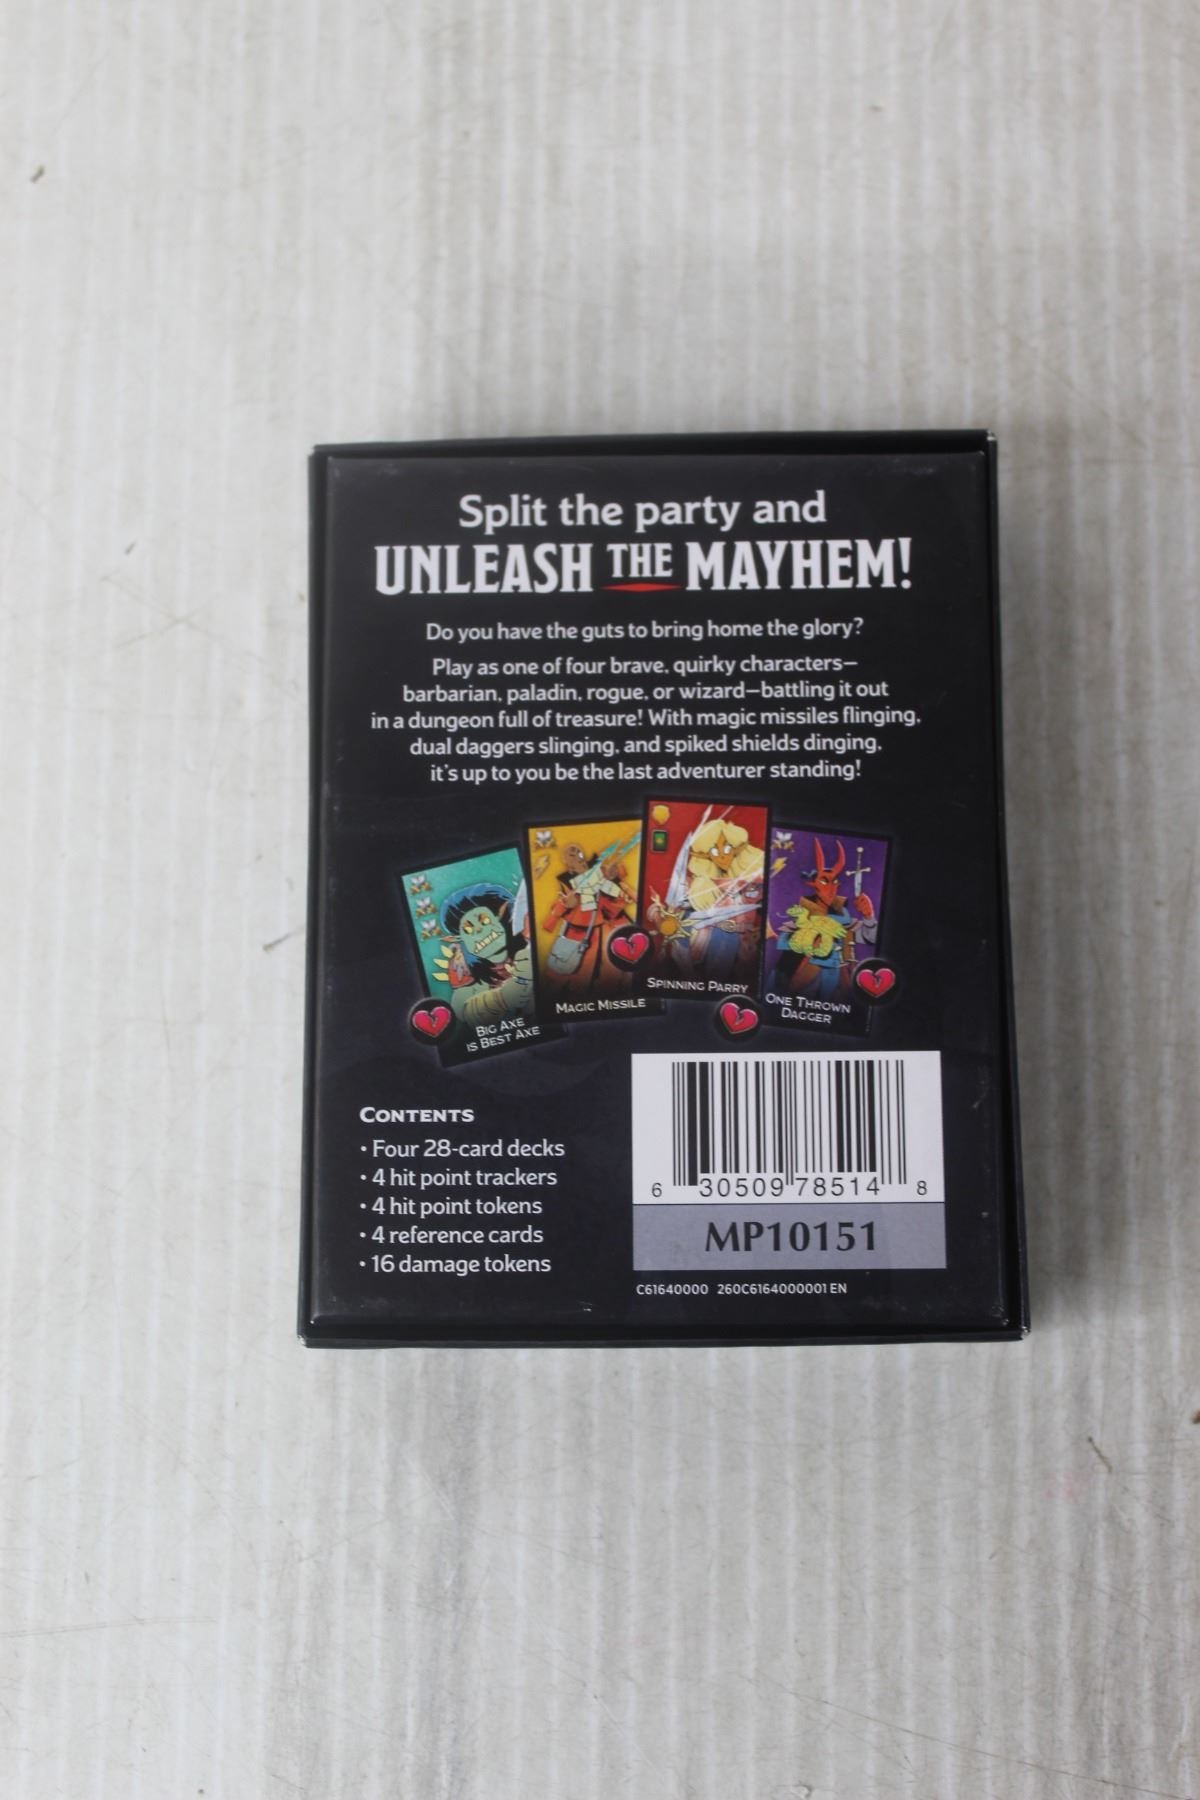 Split the party and
UNLEASH THE MAYHEM!
Do you have the guts to bring home the glory?
Play as one of four brave, quirky characters—
barbarian, paladin, rogue, or wizard—battling it out
in a dungeon full of treasure! With magic missiles flinging,
dual daggers slinging, and spiked shields dinging,
it's up to you be the last adventurer standing!
BIG AXE
IS BEST AXE
MAGIC MISSILE
SPINNING PARRY
ONE THROWN
DAGGER
CONTENTS
• Four 28-card decks
• 4 hit point trackers
• 4 hit point tokens
• 4 reference cards
• 16 damage tokens
6 30509 78514 8
MP10151
C61640000 260C6164000001 EN